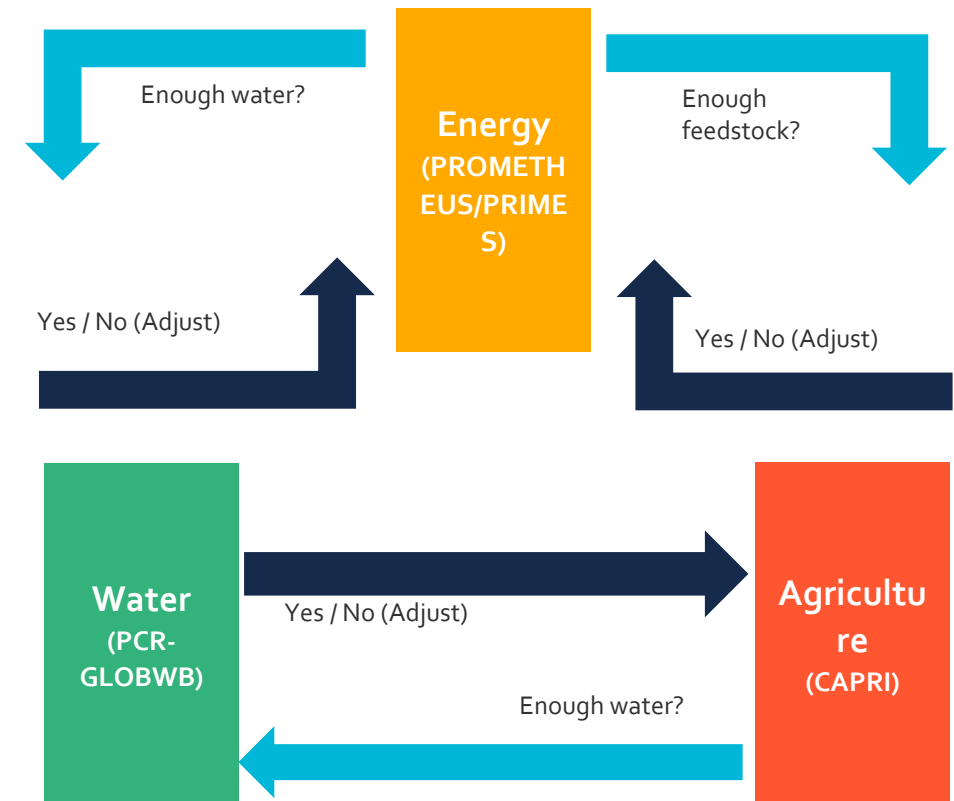 Enough water?
Energy
(PROMETH
EUS/PRIME
S)
Enough
feedstock?
Yes / No (Adjust)
Yes / No (Adjust)
Water
(PCR-
GLOBWB)
Yes / No (Adjust)
Agricultu
re
(CAPRI)
Enough water?